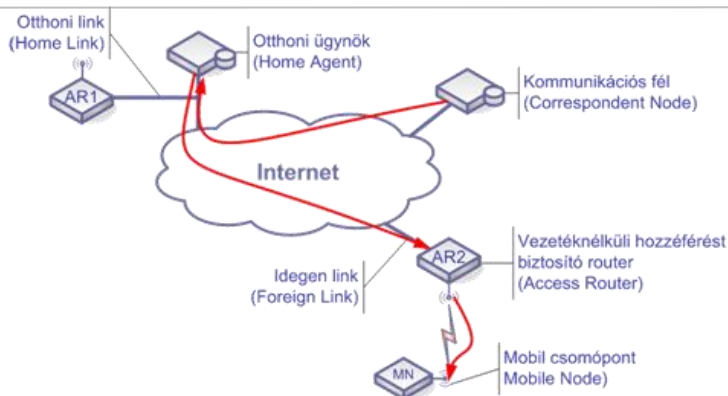 Otthoni link
(Home Link)
Otthoni ügynök
(Home Agent)
AR1
Kommunikációs fél
(Correspondent Node)
Internet
Vezetéknélküli hozzéférést
biztosító router
(Access Router)
AR2
Idegen link
(Foreign Link)
Mobil csomópont
Mobile Node)
MN